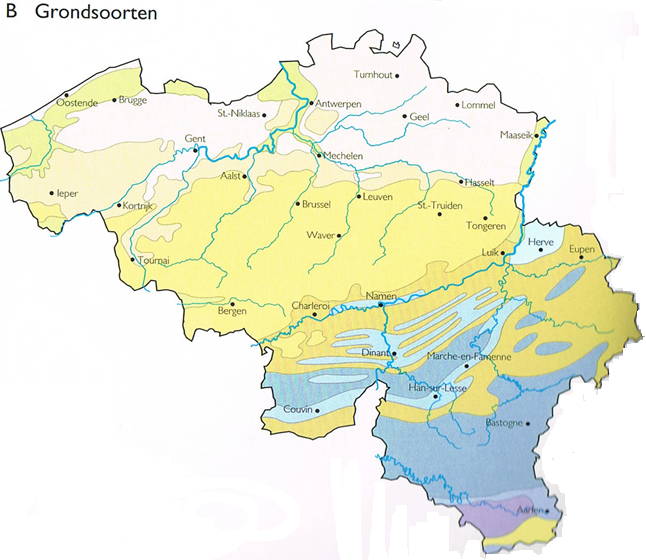 B Grondsoorten
Turnhout
Oostende
Brugge
St.-Niklaas
Antwerpen
Lommel
Geel
Gent
Maaseik
Mechelen
Aalst
Hasselt
Ieper
Kortrijk
Brussel
Leuven
St.-Truiden
Tongeren
Waver
Herve
Eupen
Tournai
Luik
Namen
Bergen
Charleroi
Dinant
Marche-en-Famenne
Han-sur-Lesse
Couvin
Bastogne